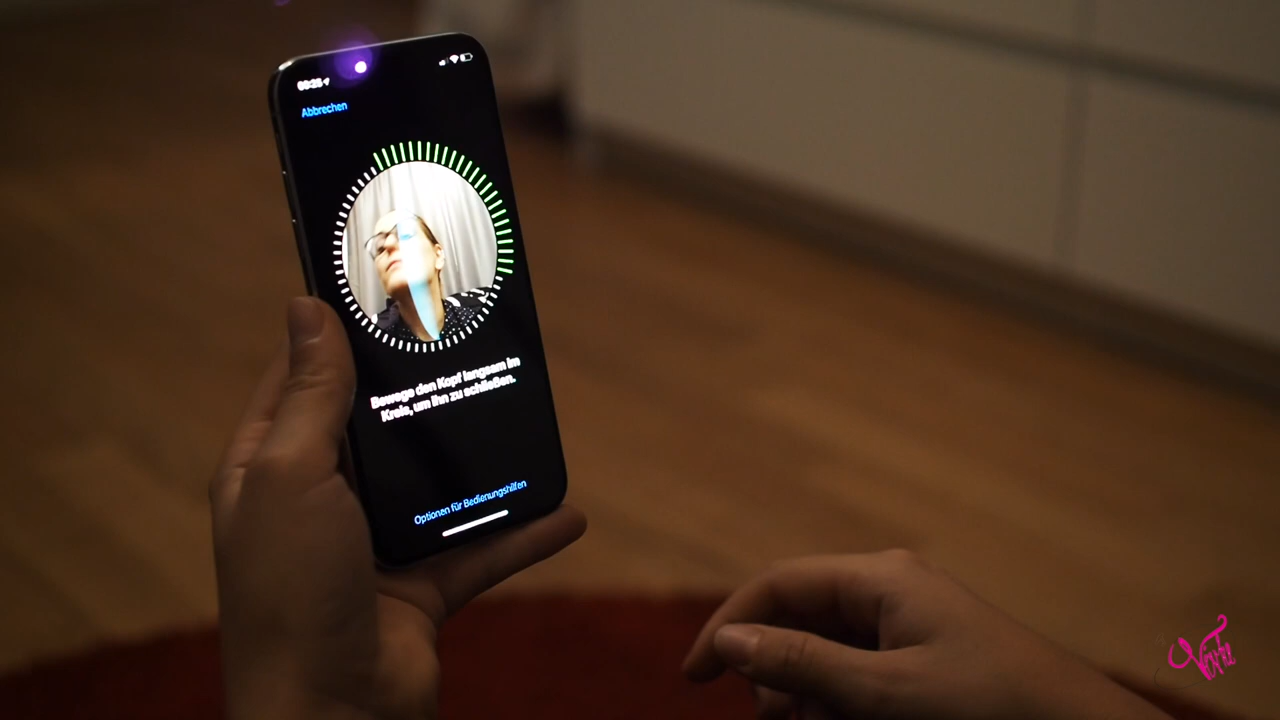 Abbrechen
Bewege den Kopf langsam im
Kreis, um ihn zu schließen.
Optionen für Bedienungshilfen